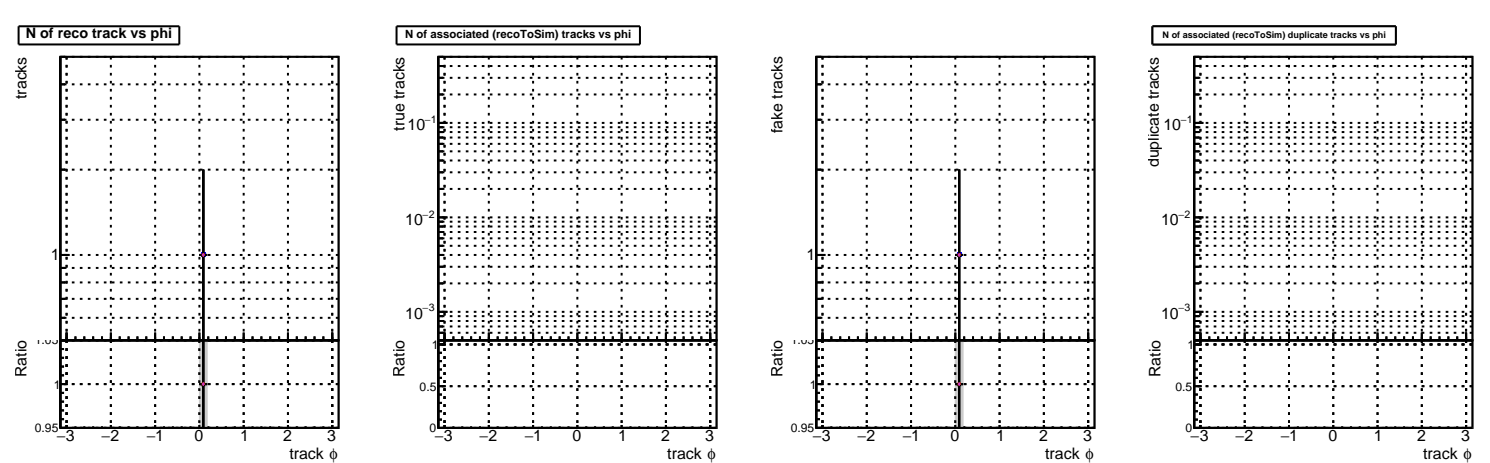 N of reco track vs phi
tracks
1
Ratio
1
0.95
−3 −2 −1 0 1 2 3
track ϕ
N of associated (recoToSim) tracks vs phi
true tracks
10−1
10−2
10−3
Ratio
1
0.5
0
−3 −2 −1 0 1 2 3
track ϕ
fake tracks
1
Ratio
1
0.95
−3 −2 −1 0 1 2 3
track ϕ
N of associated (recoToSim) duplicate tracks vs phi
duplicate tracks
10−1
10−2
10−3
Ratio
1
0.5
0
−3 −2 −1 0 1 2 3
track ϕ